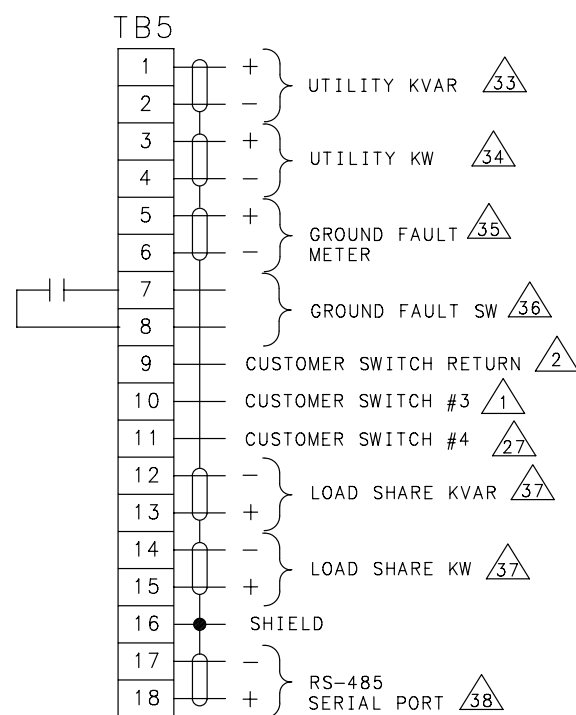 TB5
1 +
UTILITY KVAR 33
2 −
3 +
UTILITY KW 34
4 −
5 +
GROUND FAULT 35
METER
6 −
7
GROUND FAULT SW 36
8
9 CUSTOMER SWITCH RETURN 2
10 CUSTOMER SWITCH #3 1
11 CUSTOMER SWITCH #4 27
12 −
LOAD SHARE KVAR 37
13 +
14 −
LOAD SHARE KW 37
15 +
16 SHIELD
17 −
RS-485
SERIAL PORT 38
18 +